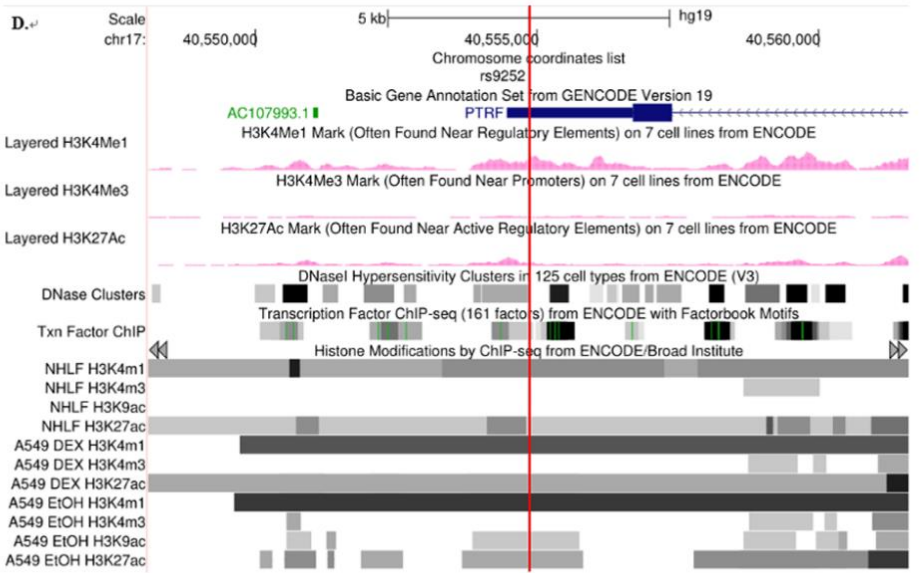 D.
Scale 5 kb hg19
chr17: 40,550,000 40,555,000 40,560,000
Chromosome coordinates list
rs9252
Basic Gene Annotation Set from GENCODE Version 19
AC107993.1 PTRF
H3K4Me1 Mark (Often Found Near Regulatory Elements) on 7 cell lines from ENCODE
Layered H3K4Me1
H3K4Me3 Mark (Often Found Near Promoters) on 7 cell lines from ENCODE
Layered H3K4Me3
H3K27Ac Mark (Often Found Near Active Regulatory Elements) on 7 cell lines from ENCODE
Layered H3K27Ac
DNaseI Hypersensitivity Clusters in 125 cell types from ENCODE (V3)
DNase Clusters
Transcription Factor ChIP-seq (161 factors) from ENCODE with Factorbook Motifs
Txn Factor ChIP
Histone Modifications by ChIP-seq from ENCODE/Broad Institute
NHLF H3K4m1
NHLF H3K4m3
NHLF H3K9ac
NHLF H3K27ac
A549 DEX H3K4m1
A549 DEX H3K4m3
A549 DEX H3K27ac
A549 EtOH H3K4m1
A549 EtOH H3K4m3
A549 EtOH H3K9ac
A549 EtOH H3K27ac